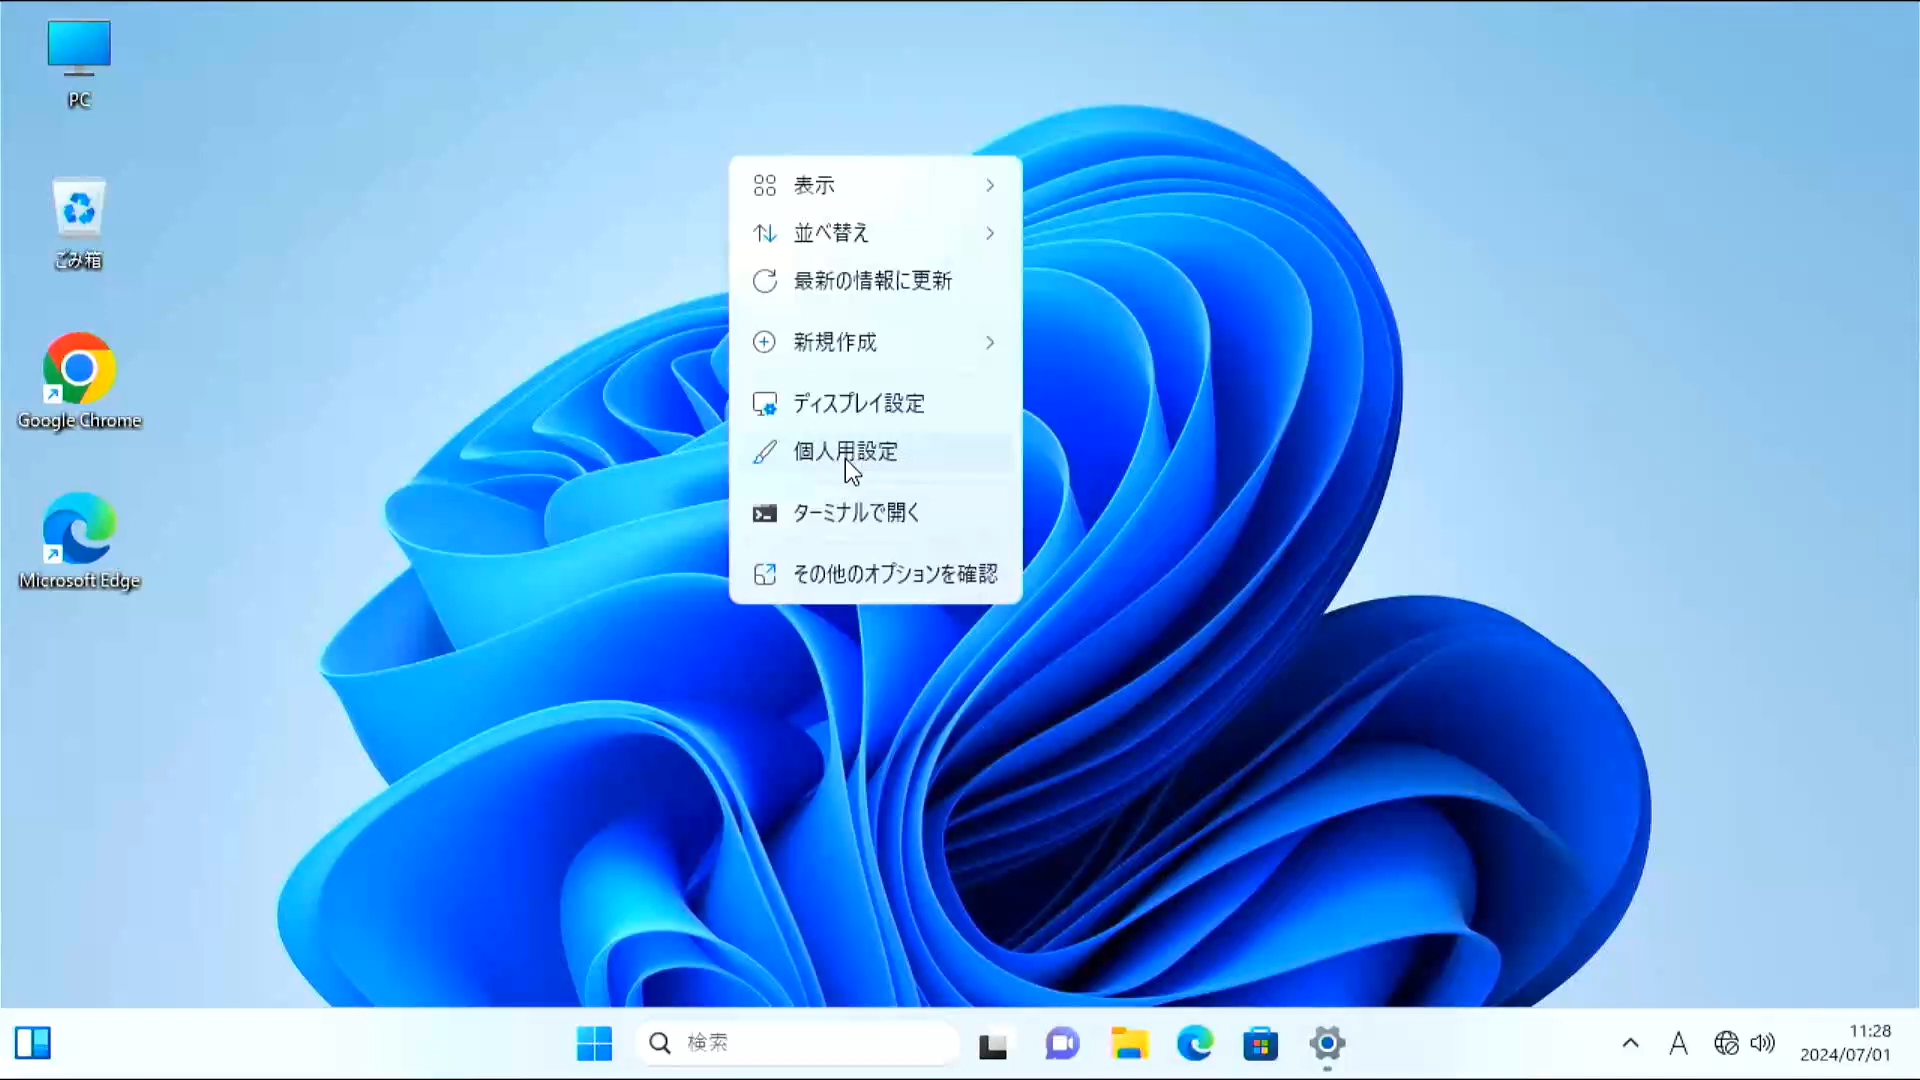 PC
ごみ箱
Google Chrome
Microsoft Edge
表示
並べ替え
最新の情報に更新
新規作成
ディスプレイ設定
個人用設定
ターミナルで開く
その他のオプションを確認
検索
A
11:28
2024/07/01